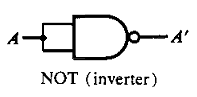 A A′
NOT (inverter)